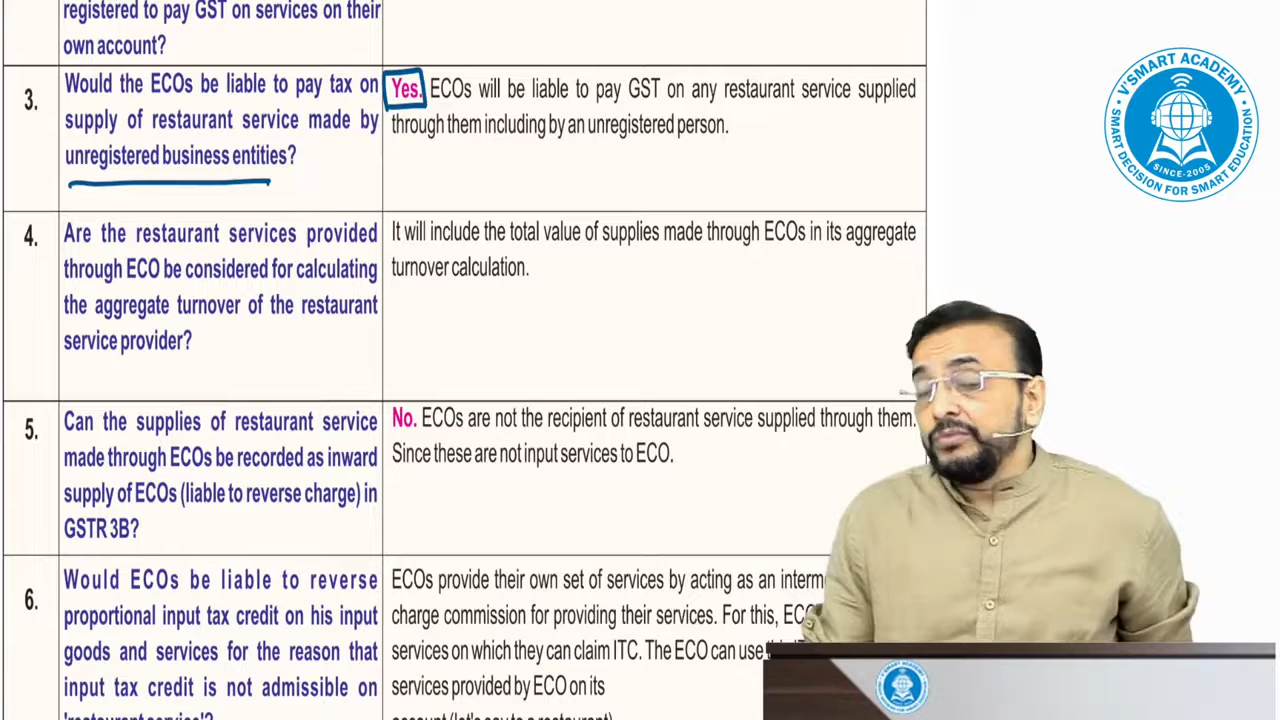 registered to pay GST on services on their
own account?
3.
Would the ECOs be liable to pay tax on
supply of restaurant service made by
unregistered business entities?
Yes. ECOs will be liable to pay GST on any restaurant service supplied
through them including by an unregistered person.
4.
Are the restaurant services provided
through ECO be considered for calculating
the aggregate turnover of the restaurant
service provider?
It will include the total value of supplies made through ECOs in its aggregate
turnover calculation.
5.
Can the supplies of restaurant service
made through ECOs be recorded as inward
supply of ECOs (liable to reverse charge) in
GSTR 3B?
No. ECOs are not the recipient of restaurant service supplied through them.
Since these are not input services to ECO.
6.
Would ECOs be liable to reverse
proportional input tax credit on his input
goods and services for the reason that
input tax credit is not admissible on
'restaurant service'?
ECOs provide their own set of services by acting as an
charge commission for providing their services. For this,
services on which they can claim ITC. The ECO can use
services provided by ECO on its
account (let's say to a restaurant)
V'SMART ACADEMY
SINCE-2005
SMART DECISION FOR SMART EDUCATION